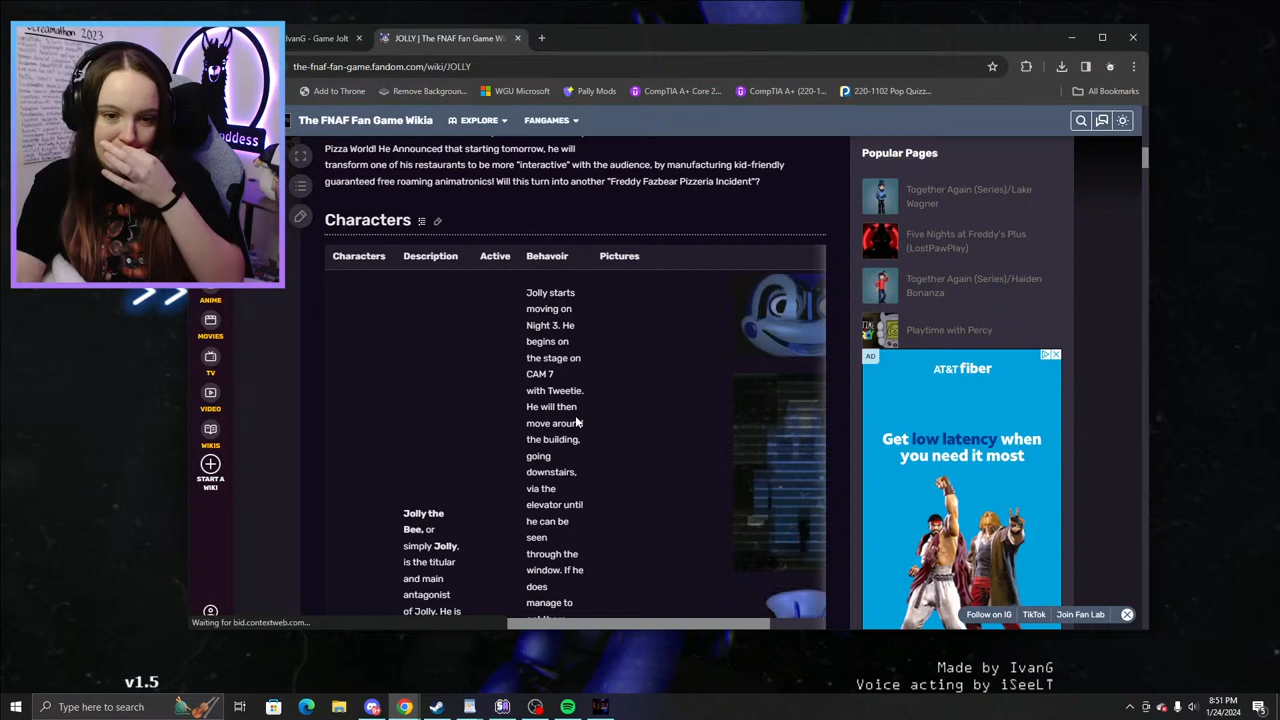 Screamathon 2023
oddess
IvanG - Game Jolt
JOLLY | The FNAF Fan Game W
the-fnaf-fan-game.fandom.com/wiki/JOLLY
To Throne
Remove Backgroun...
WGU Microsoft
Pally Mods
CompTIA A+ Core 2...
CompTIA A+ (220-1...
220-1102 Dojo Quizz...
All Bookmarks
The FNAF Fan Game Wikia
EXPLORE
FANGAMES
Pizza World! He Announced that starting tomorrow, he will
transform one of his restaurants to be more "interactive" with the audience, by manufacturing kid-friendly
guaranteed free roaming animatronics! Will this turn into another "Freddy Fazbear Pizzeria Incident"?
Characters
Characters Description Active Behavoir Pictures
Jolly starts
moving on
Night 3. He
begins on
the stage on
CAM 7
with Tweetie.
He will then
move around
the building,
going
downstairs,
via the
elevator until
he can be
seen
through the
window. If he
does
manage to
Jolly the
Bee, or
simply Jolly,
is the titular
and main
antagonist
of Jolly. He is
ANIME
MOVIES
TV
VIDEO
WIKIS
START A
WIKI
Popular Pages
Together Again (Series)/Lake
Wagner
Five Nights at Freddy's Plus
(LostPawPlay)
Together Again (Series)/Haiden
Bonanza
Playtime with Percy
AD
AT&T fiber
Get low latency when
you need it most
Follow on IG
TikTok
Join Fan Lab
Waiting for bid.contextweb.com...
v1.5
Made by IvanG
Voice acting by iSeeLT
Type here to search
8:51 PM
1/24/2024